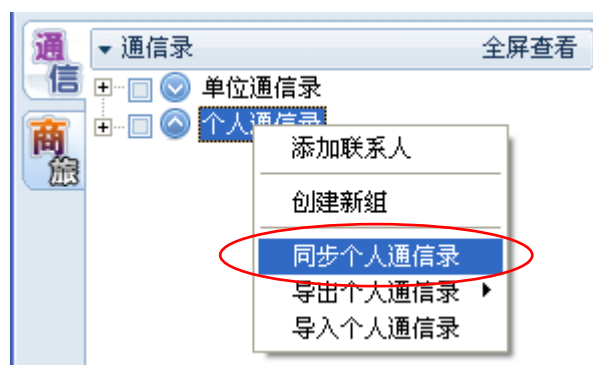 通信
▼ 通信录 全屏查看
单位通信录
个人通信录
商旅
添加联系人
创建新组
同步个人通信录
导出个人通信录
导入个人通信录